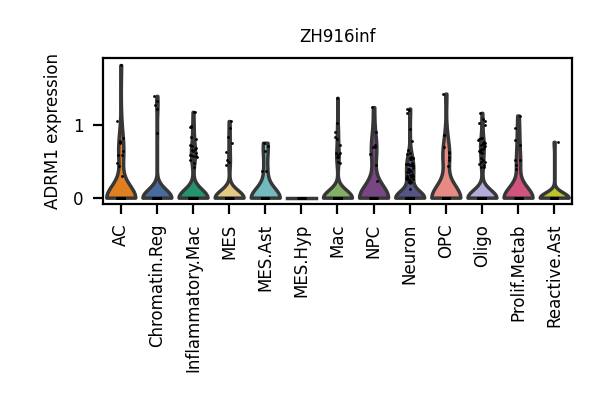 ZH916inf
ADRM1 expression
1
0
AC
Chromatin.Reg
Inflammatory.Mac
MES
MES.Ast
MES.Hyp
Mac
NPC
Neuron
OPC
Oligo
Prolif.Metab
Reactive.Ast